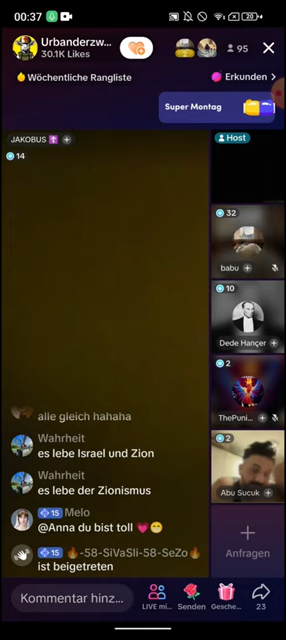 00:37
20
Urbanderzw...
30.1K Likes
95
Wöchentliche Rangliste
Erkunden
Super Montag
JAKOBUS
Host
14
32
babu
10
Dede Hançer
2
ThePuni...
2
Abu Sucuk
alle gleich hahaha
Wahrheit
es lebe Israel und Zion
Wahrheit
es lebe der Zionismus
15 Melo
@Anna du bist toll 💗😁
15 🔥-58-SiVaSli-58-SeZo🔥
ist beigetreten
Anfragen
Kommentar hinz...
LIVE mi...
Senden
Gesche...
23